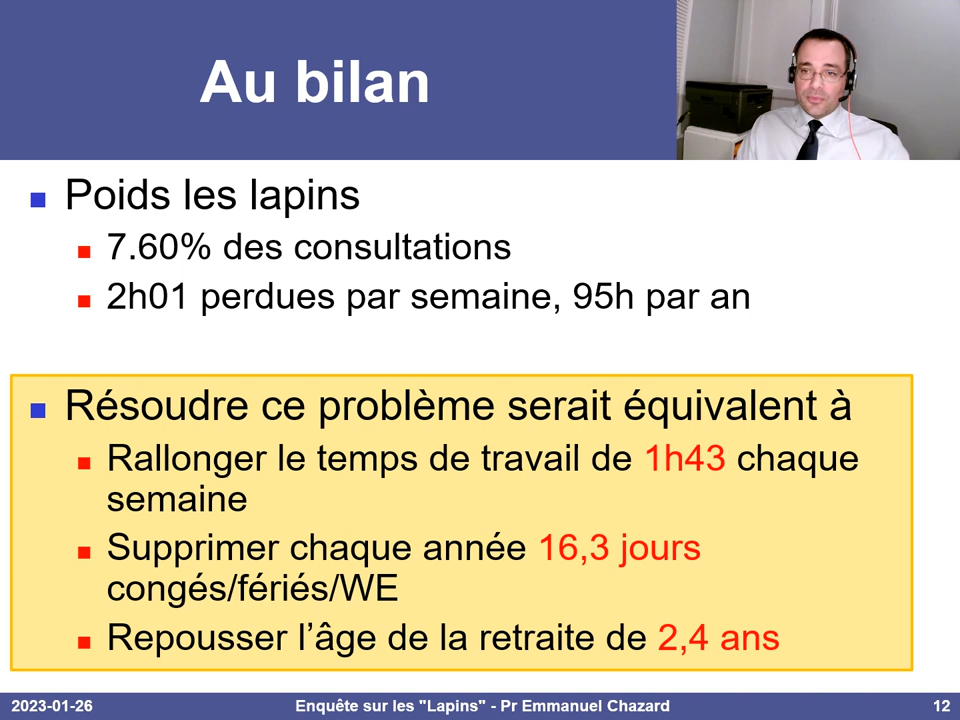 Au bilan
Poids les lapins
7.60% des consultations
2h01 perdues par semaine, 95h par an
Résoudre ce problème serait équivalent à
Rallonger le temps de travail de 1h43 chaque
semaine
Supprimer chaque année 16,3 jours
congés/fériés/WE
Repousser l’âge de la retraite de 2,4 ans
2023-01-26 Enquête sur les "Lapins" - Pr Emmanuel Chazard 12